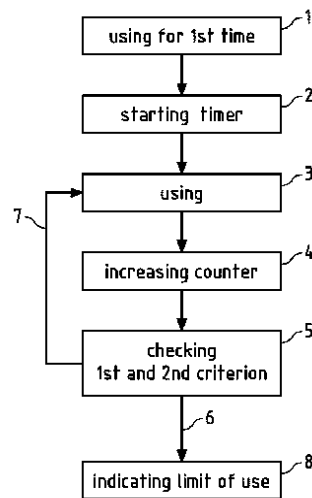 using for 1st time
1
starting timer
2
using
3
7
increasing counter
4
checking
1st and 2nd criterion
5
6
indicating limit of use
8